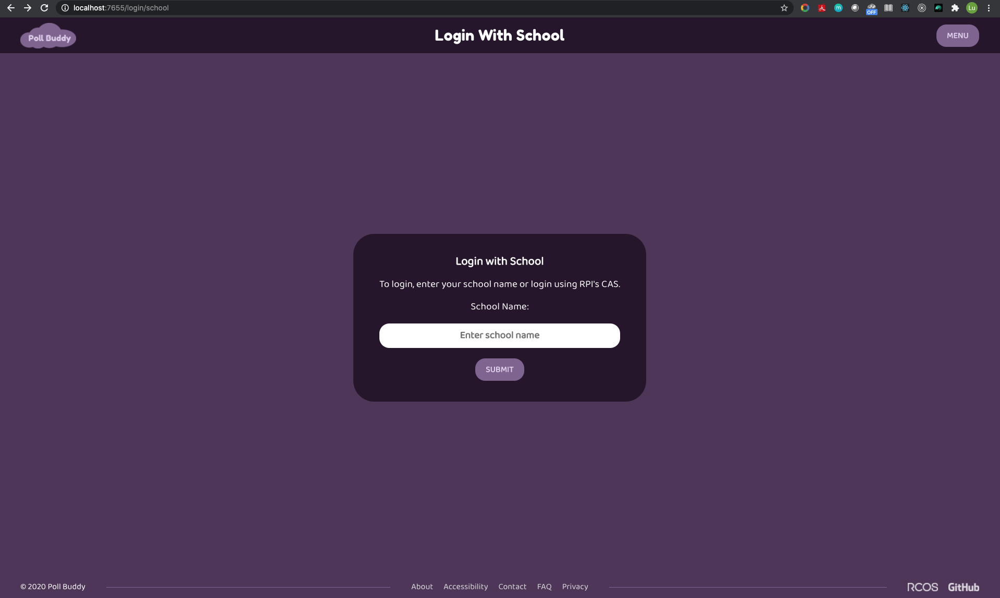 localhost:7655/login/school
m
OFF
Lu
Poll Buddy
Login With School
MENU
Login with School
To login, enter your school name or login using RPI's CAS.
School Name:
Enter school name
SUBMIT
© 2020 Poll Buddy
About Accessibility Contact FAQ Privacy
RCOS GitHub